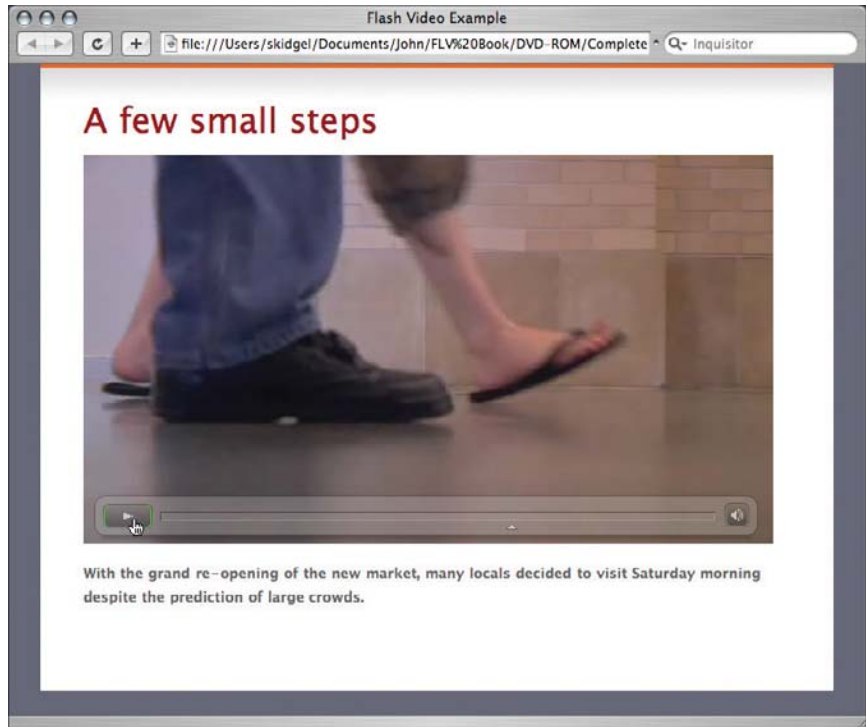 Flash Video Example
file:///Users/skidgel/Documents/John/FLV%20Book/DVD-ROM/Complete
Inquisitor
A few small steps
With the grand re-opening of the new market, many locals decided to visit Saturday morning
despite the prediction of large crowds.